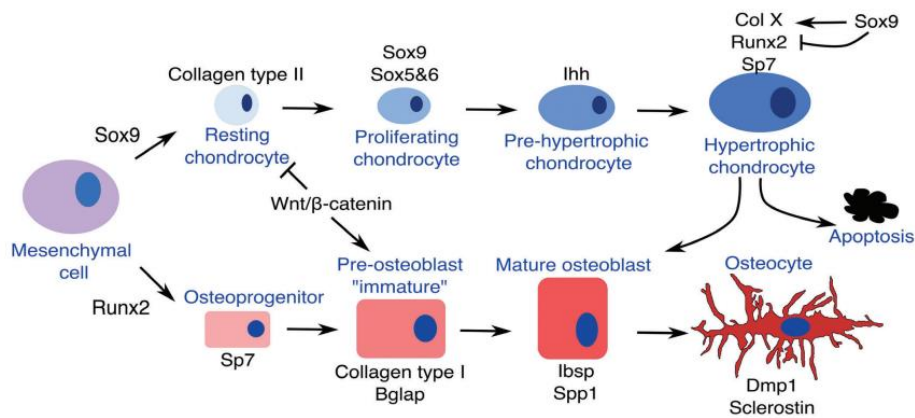 Col X
Sox9
Runx2
Sp7
Sox9
Sox5&6
Ihh
Collagen type II
Sox9
Resting
chondrocyte
Proliferating
chondrocyte
Pre-hypertrophic
chondrocyte
Hypertrophic
chondrocyte
Wnt/β-catenin
Apoptosis
Mesenchymal
cell
Runx2
Osteoprogenitor
Sp7
Pre-osteoblast
"immature"
Collagen type I
Bglap
Mature osteoblast
Ibsp
Spp1
Osteocyte
Dmp1
Sclerostin